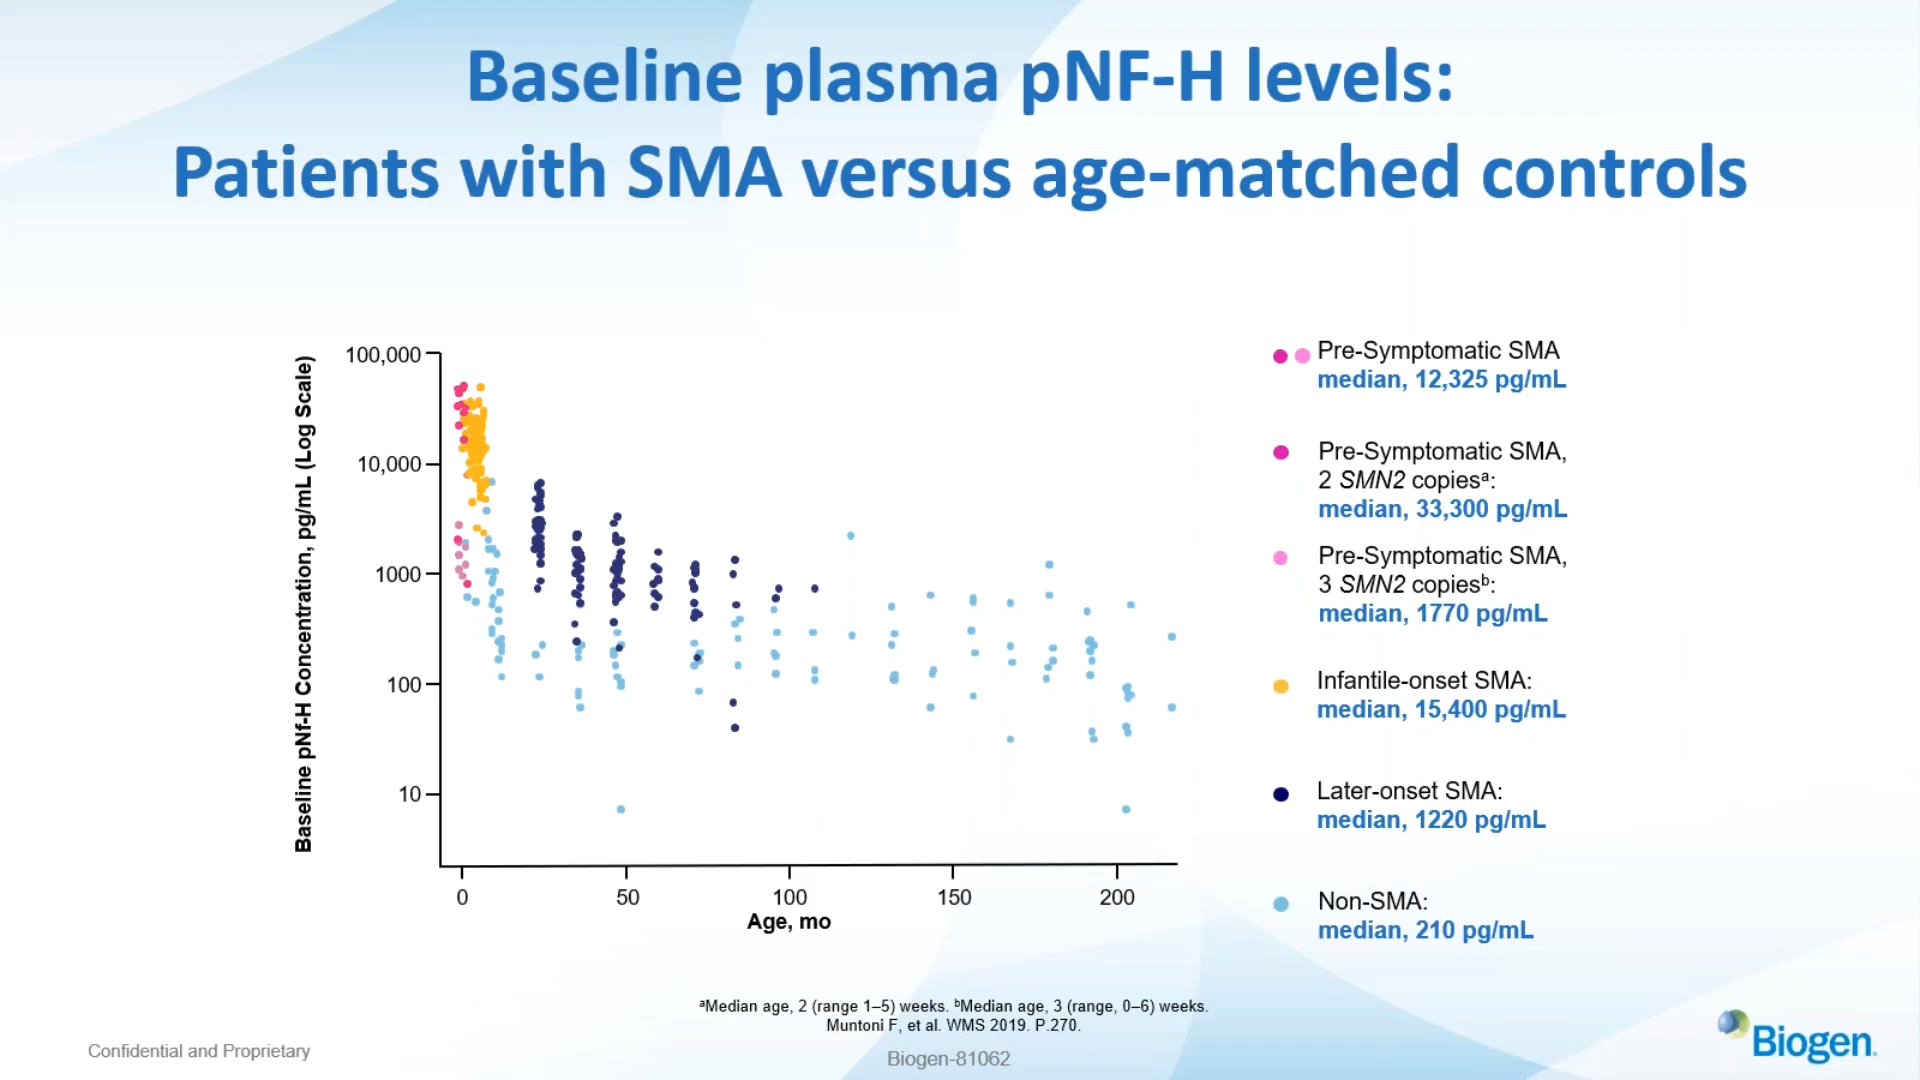 Baseline plasma pNF-H levels:
Patients with SMA versus age-matched controls
Baseline pNf-H Concentration, pg/mL (Log Scale)
100,000
10,000
1000
100
10
0
50
100
150
200
Age, mo
Pre-Symptomatic SMA
median, 12,325 pg/mL
Pre-Symptomatic SMA,
2 SMN2 copiesᵃ:
median, 33,300 pg/mL
Pre-Symptomatic SMA,
3 SMN2 copiesᵇ:
median, 1770 pg/mL
Infantile-onset SMA:
median, 15,400 pg/mL
Later-onset SMA:
median, 1220 pg/mL
Non-SMA:
median, 210 pg/mL
ᵃMedian age, 2 (range 1–5) weeks. ᵇMedian age, 3 (range, 0–6) weeks.
Muntoni F, et al. WMS 2019. P.270.
Confidential and Proprietary
Biogen-81062
Biogen.